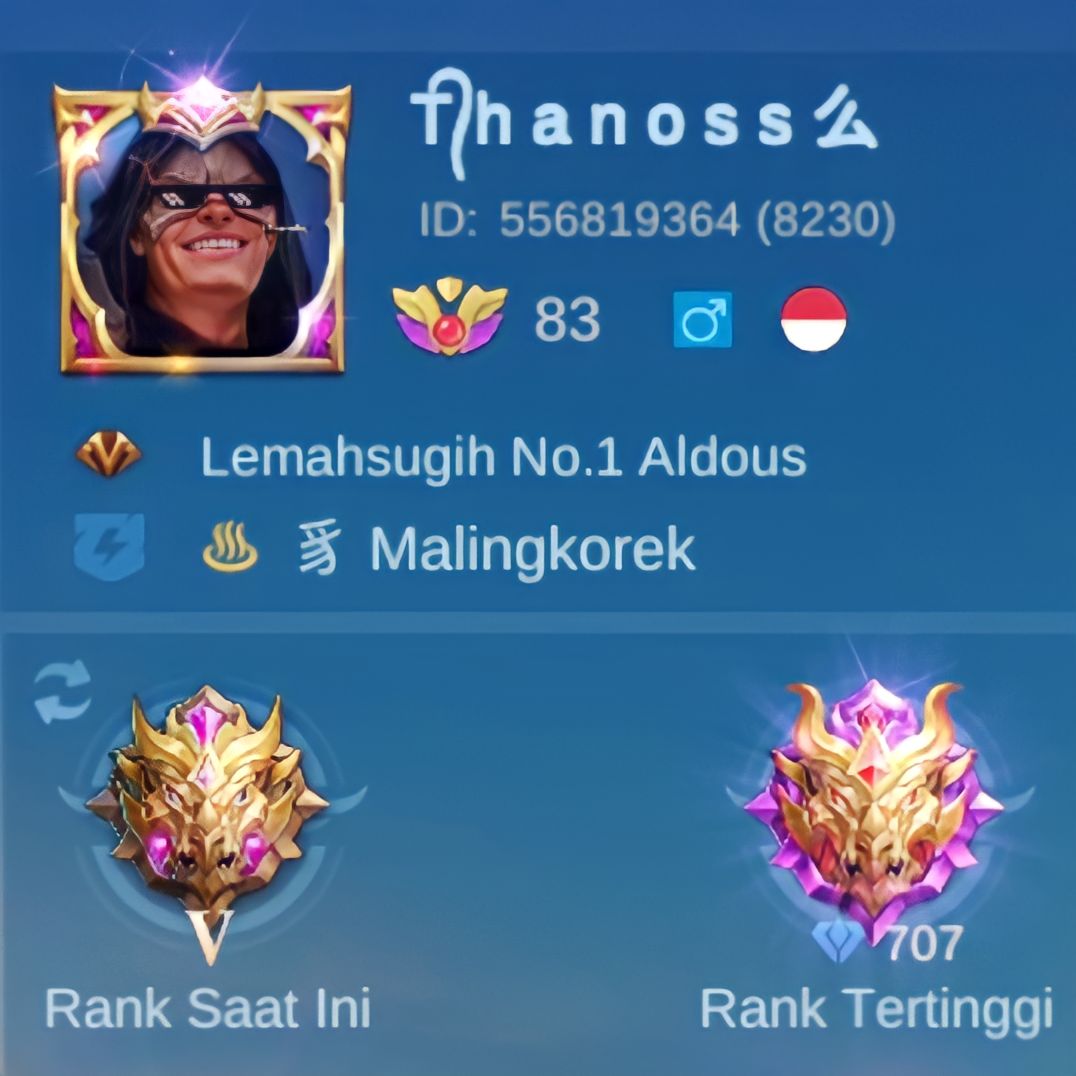 Thanoss么
ID: 556819364 (8230)
83
Lemahsugih No.1 Aldous
♨ 豸 Malingkorek
V
707
Rank Saat Ini
Rank Tertinggi